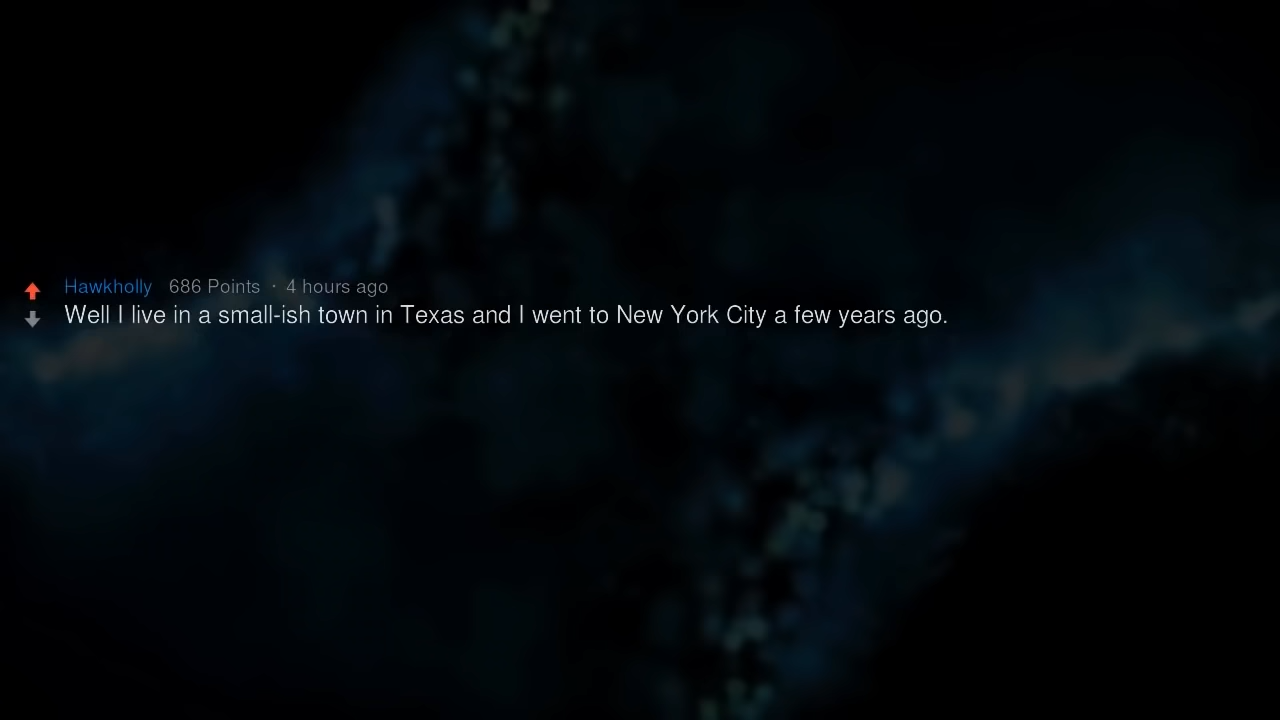 Hawkholly 686 Points · 4 hours ago
Well I live in a small-ish town in Texas and I went to New York City a few years ago.